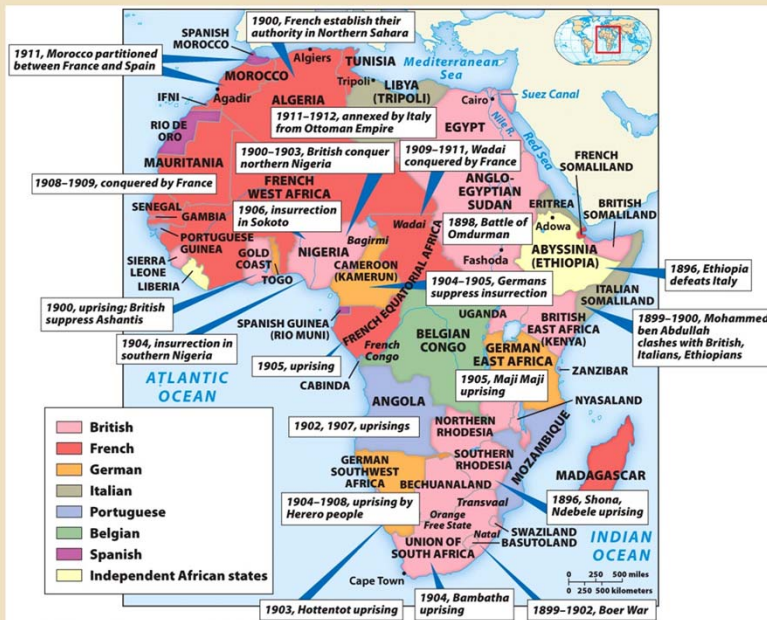 1900, French establish their
authority in Northern Sahara
SPANISH
MOROCCO
1911, Morocco partitioned
between France and Spain
Algiers
TUNISIA
Mediterranean
Sea
MOROCCO
Tripoli
LIBYA
(TRIPOLI)
IFNI
Agadir
ALGERIA
Cairo
Suez Canal
RIO DE
ORO
1911–1912, annexed by Italy
from Ottoman Empire
EGYPT
Nile R.
Red Sea
MAURITANIA
1900–1903, British conquer
northern Nigeria
1909–1911, Wadai
conquered by France
FRENCH
SOMALILAND
1908–1909, conquered by France
FRENCH
WEST AFRICA
ANGLO-
EGYPTIAN
SUDAN
ERITREA
BRITISH
SOMALILAND
SENEGAL
GAMBIA
1906, insurrection
in Sokoto
Wadai
1898, Battle of
Omdurman
Adowa
PORTUGUESE
GUINEA
NIGERIA
Bagirmi
ABYSSINIA
(ETHIOPIA)
SIERRA
LEONE
GOLD
COAST
CAMEROON
(KAMERUN)
Fashoda
LIBERIA
TOGO
1904–1905, Germans
suppress insurrection
1896, Ethiopia
defeats Italy
ITALIAN
SOMALILAND
1900, uprising; British
suppress Ashantis
FRENCH EQUATORIAL AFRICA
UGANDA
SPANISH GUINEA
(RIO MUNI)
BRITISH
EAST AFRICA
(KENYA)
1899–1900, Mohammed
ben Abdullah
clashes with British,
Italians, Ethiopians
1904, insurrection in
southern Nigeria
BELGIAN
CONGO
French
Congo
GERMAN
EAST AFRICA
1905, uprising
ZANZIBAR
ATLANTIC
OCEAN
CABINDA
1905, Maji Maji
uprising
ANGOLA
NYASALAND
1902, 1907, uprisings
NORTHERN
RHODESIA
MOZAMBIQUE
British
French
German
Italian
Portuguese
Belgian
Spanish
Independent African states
SOUTHERN
RHODESIA
GERMAN
SOUTHWEST
AFRICA
BECHUANALAND
MADAGASCAR
1904–1908, uprising by
Herero people
Transvaal
1896, Shona,
Ndebele uprising
Orange
Free State
SWAZILAND
Natal
BASUTOLAND
INDIAN
OCEAN
UNION OF
SOUTH AFRICA
Cape Town
0 250 500 miles
0 250 500 kilometers
1903, Hottentot uprising
1904, Bambatha
uprising
1899–1902, Boer War